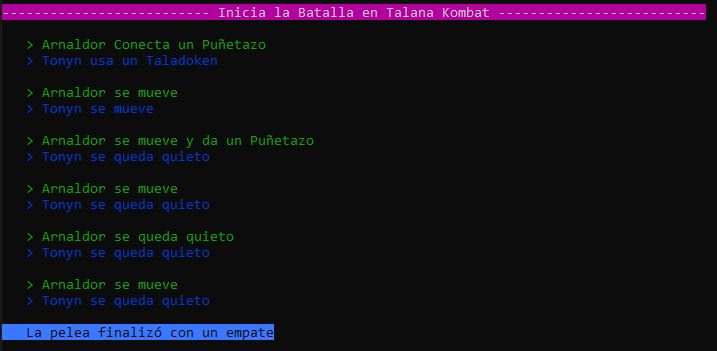 -------------------------- Inicia la Batalla en Talana Kombat --------------------------
> Arnaldor Conecta un Puñetazo
> Tonyn usa un Taladoken
> Arnaldor se mueve
> Tonyn se mueve
> Arnaldor se mueve y da un Puñetazo
> Tonyn se queda quieto
> Arnaldor se mueve
> Tonyn se queda quieto
> Arnaldor se queda quieto
> Tonyn se queda quieto
> Arnaldor se mueve
> Tonyn se queda quieto
La pelea finalizó con un empate